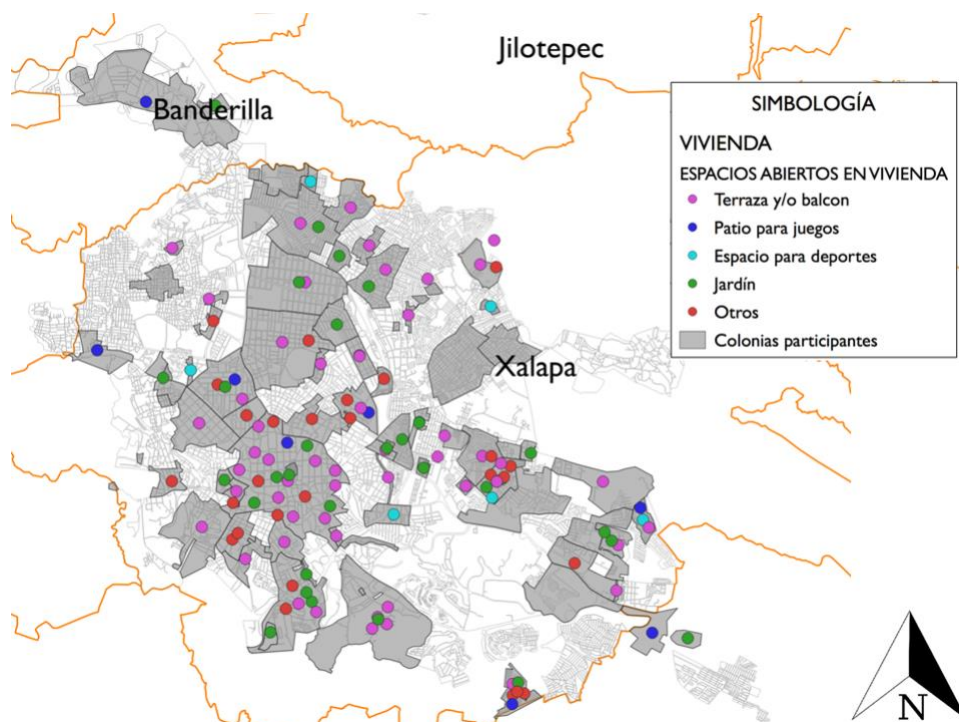 Jilotepec
Banderilla
SIMBOLOGÍA
VIVIENDA
ESPACIOS ABIERTOS EN VIVIENDA
Terraza y/o balcon
Patio para juegos
Espacio para deportes
Jardín
Otros
Colonias participantes
Xalapa
N